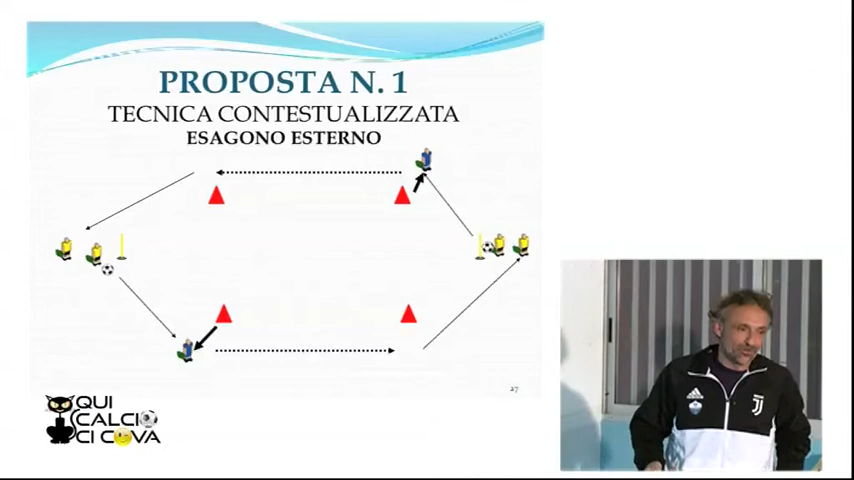 PROPOSTA N. 1
TECNICA CONTESTUALIZZATA
ESAGONO ESTERNO
27
QUI
CALCIO
CI COVA